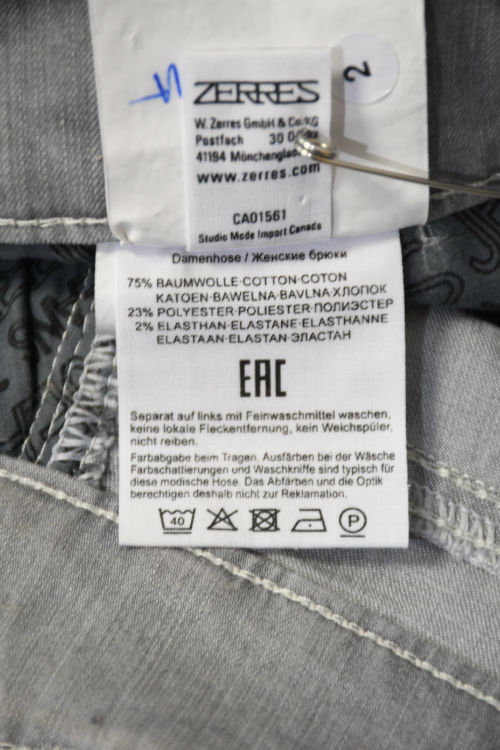 2
ZERRES
W. Zerres GmbH & Co. KG
Postfach 30 0
41194 Mönchenglad
www.zerres.com
CA01561
Studio Mode Import Canada
Damenhose / Женские брюки
75% BAUMWOLLE·COTTON·COTON
KATOEN·BAWELNA·BAVLNA·ХЛОПОК
23% POLYESTER·POLIESTER·ПОЛИЭСТЕР
2% ELASTHAN·ELASTANE·ELASTHANNE
ELASTAAN·ELASTAN·ЭЛАСТАН
EAC
Separat auf links mit Feinwaschmittel waschen,
keine lokale Fleckentfernung, kein Weichspüler,
nicht reiben.
Farbabgabe beim Tragen. Ausfärben bei der Wäsche
Farbschattierungen und Waschkniffe sind typisch für
diese modische Hose. Das Abfärben und die Optik
berechtigen deshalb nicht zur Reklamation.
40 P